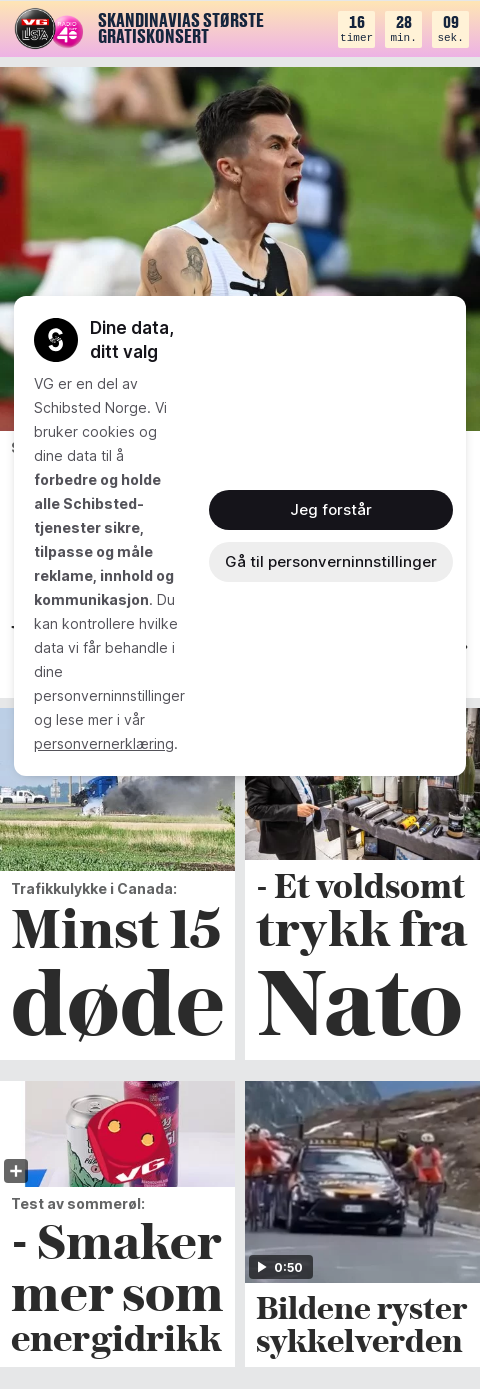 VG
LISTA
RADIO
SKANDINAVIAS STØRSTE
GRATISKONSERT
16
timer
28
min.
09
sek.
Dine data,
ditt valg
VG er en del av
Schibsted Norge. Vi
bruker cookies og
dine data til å
forbedre og holde
alle Schibsted-
tjenester sikre,
tilpasse og måle
reklame, innhold og
kommunikasjon. Du
kan kontrollere hvilke
data vi får behandle i
dine
personverninnstillinger
og lese mer i vår
personvernerklæring.
Jeg forstår
Gå til personverninnstillinger
Trafikkulykke i Canada:
Minst 15
døde
- Et voldsomt
trykk fra
Nato
VG
Test av sommerøl:
- Smaker
mer som
energidrikk
0:50
Bildene ryster
sykkelverden